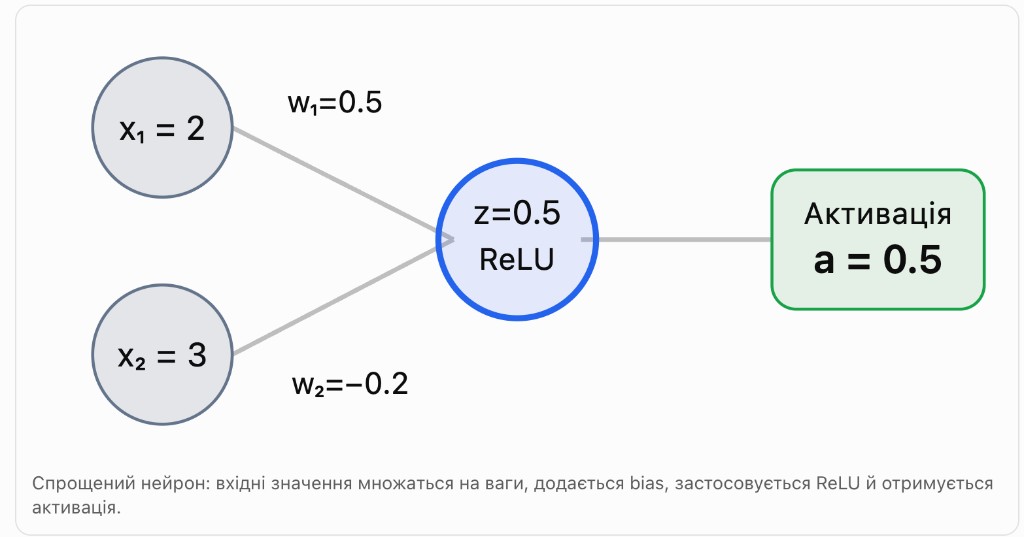 x₁ = 2
w₁=0.5
z=0.5
ReLU
Активація
a = 0.5
x₂ = 3
w₂=−0.2
Спрощений нейрон: вхідні значення множаться на ваги, додається bias, застосовується ReLU й отримується
активація.